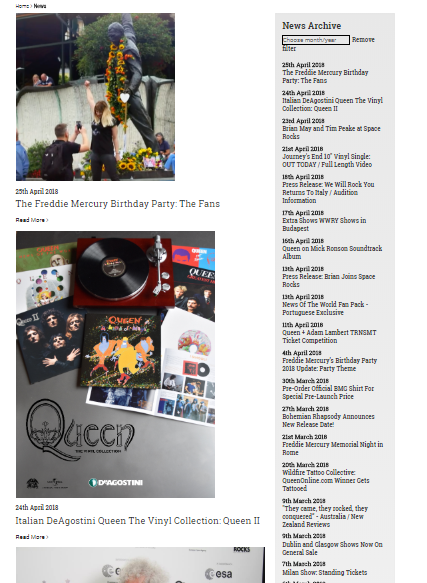 Home > News
25th April 2018
The Freddie Mercury Birthday Party: The Fans
Read More >
QUEEN
Queen II
QUEEN
Queen
THE VINYL COLLECTION
DeAGOSTINI
24th April 2018
Italian DeAgostini Queen The Vinyl Collection: Queen II
Read More >
ROCKS
esa
esa
News Archive
Choose month/year
Remove
filter
25th April 2018
The Freddie Mercury Birthday
Party: The Fans
24th April 2018
Italian DeAgostini Queen The Vinyl
Collection: Queen II
23rd April 2018
Brian May and Tim Peake at Space
Rocks
21st April 2018
Journey's End 10" Vinyl Single:
OUT TODAY / Full Length Video
18th April 2018
Press Release: We Will Rock You
Returns To Italy / Audition
Information
17th April 2018
Extra Shows WWRY Shows in
Budapest
16th April 2018
Queen on Mick Ronson Soundtrack
Album
13th April 2018
Press Release: Brian Joins Space
Rocks
13th April 2018
News Of The World Fan Pack -
Portuguese Exclusive
11th April 2018
Queen + Adam Lambert TRNSMT
Ticket Competition
4th April 2018
Freddie Mercury's Birthday Party
2018 Update: Party Theme
30th March 2018
Pre-Order Official BMG Shirt For
Special Pre-Launch Price
27th March 2018
Bohemian Rhapsody Announces
New Release Date!
21st March 2018
Freddie Mercury Memorial Night in
Rome
20th March 2018
Wildfire Tattoo Collective:
QueenOnline.com Winner Gets
Tattooed
9th March 2018
"They came, they rocked, they
conquered" - Australia / New
Zealand Reviews
9th March 2018
Dublin and Glasgow Shows Now On
General Sale
7th March 2018
Milan Show: Standing Tickets